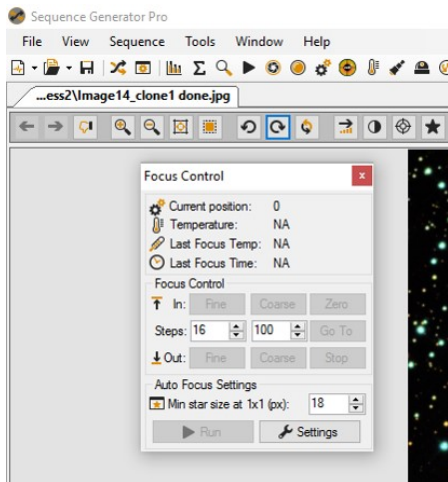 Sequence Generator Pro
File View Sequence Tools Window Help
...ess2\Image14_clone1 done.jpg
Focus Control
Current position: 0
Temperature: NA
Last Focus Temp: NA
Last Focus Time: NA
Focus Control
In: Fine Coarse Zero
Steps: 16 100 Go To
Out: Fine Coarse Stop
Auto Focus Settings
Min star size at 1x1 (px): 18
Run Settings